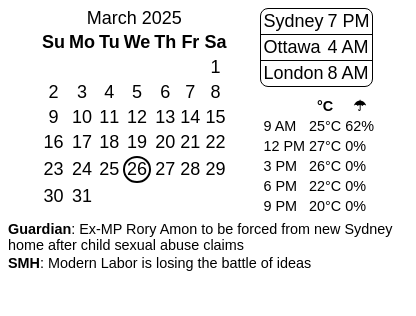 March 2025
Su Mo Tu We Th Fr Sa
1
2 3 4 5 6 7 8
9 10 11 12 13 14 15
16 17 18 19 20 21 22
23 24 25 26 27 28 29
30 31
Sydney 7 PM
Ottawa 4 AM
London 8 AM
°C ☂
9 AM 25°C 62%
12 PM 27°C 0%
3 PM 26°C 0%
6 PM 22°C 0%
9 PM 20°C 0%
Guardian: Ex-MP Rory Amon to be forced from new Sydney
home after child sexual abuse claims
SMH: Modern Labor is losing the battle of ideas